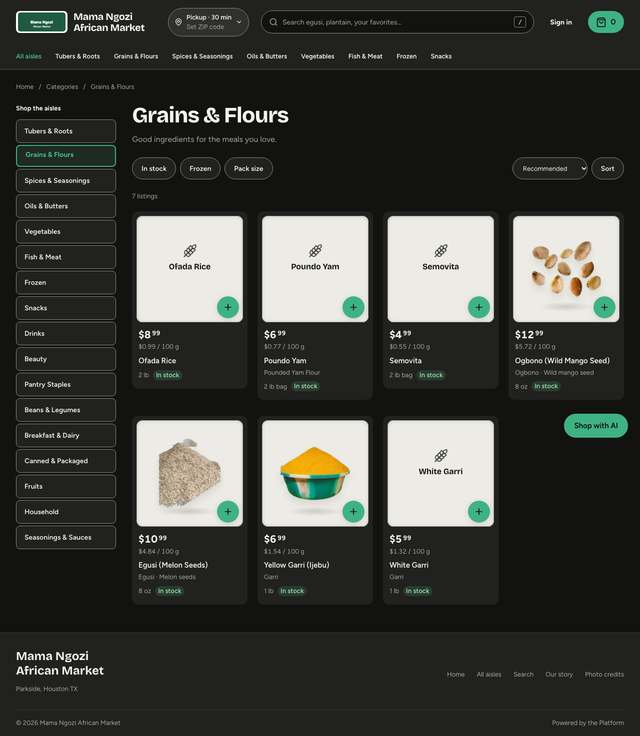 Mama Ngozi
African Market
Mama Ngozi
African Market
Pickup · 30 min
Set ZIP code
Search egusi, plantain, your favorites...
/
Sign in
0
All aisles
Tubers & Roots
Grains & Flours
Spices & Seasonings
Oils & Butters
Vegetables
Fish & Meat
Frozen
Snacks
Home / Categories / Grains & Flours
Shop the aisles
Tubers & Roots
Grains & Flours
Spices & Seasonings
Oils & Butters
Vegetables
Fish & Meat
Frozen
Snacks
Drinks
Beauty
Pantry Staples
Beans & Legumes
Breakfast & Dairy
Canned & Packaged
Fruits
Household
Seasonings & Sauces
Grains & Flours
Good ingredients for the meals you love.
In stock
Frozen
Pack size
Recommended
Sort
7 listings
Ofada Rice
$8 99
$0.99 / 100 g
Ofada Rice
2 lb In stock
Poundo Yam
$6 99
$0.77 / 100 g
Poundo Yam
Pounded Yam Flour
2 lb bag In stock
Semovita
$4 99
$0.55 / 100 g
Semovita
2 lb bag In stock
$12 99
$5.72 / 100 g
Ogbono (Wild Mango Seed)
Ogbono · Wild mango seed
8 oz In stock
$10 99
$4.84 / 100 g
Egusi (Melon Seeds)
Egusi · Melon seeds
8 oz In stock
$6 99
$1.54 / 100 g
Yellow Garri (Ijebu)
Garri
1 lb In stock
White Garri
$5 99
$1.32 / 100 g
White Garri
Garri
1 lb In stock
Shop with AI
Mama Ngozi
African Market
Parkside, Houston TX
Home
All aisles
Search
Our story
Photo credits
© 2026 Mama Ngozi African Market
Powered by the Platform